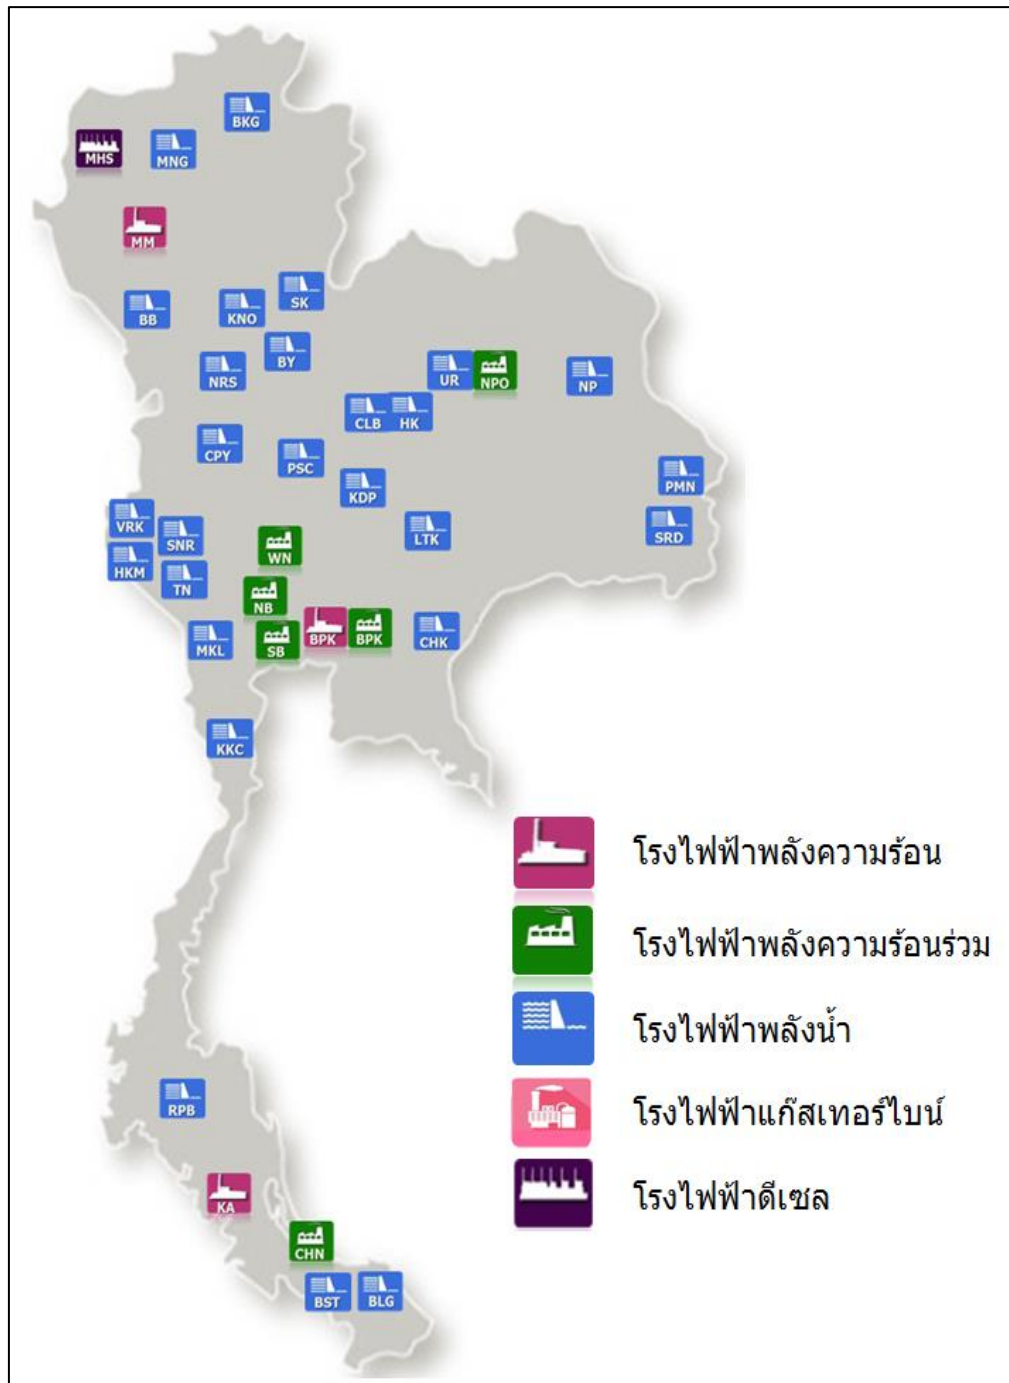 BKG
MHS
MNG
MM
SK
BB
KNO
BY
NRS
UR
NPO
NP
CLB
HK
CPY
PSC
KDP
PMN
VRK
SNR
LTK
SRD
HKM
WN
TN
NB
MKL
SB
BPK
BPK
CHK
KKC
โรงไฟฟ้าพลังความร้อน
โรงไฟฟ้าพลังความร้อนร่วม
โรงไฟฟ้าพลังน้ำ
RPB
โรงไฟฟ้าแก๊สเทอร์ไบน์
โรงไฟฟ้าดีเซล
KA
CHN
BST
BLG